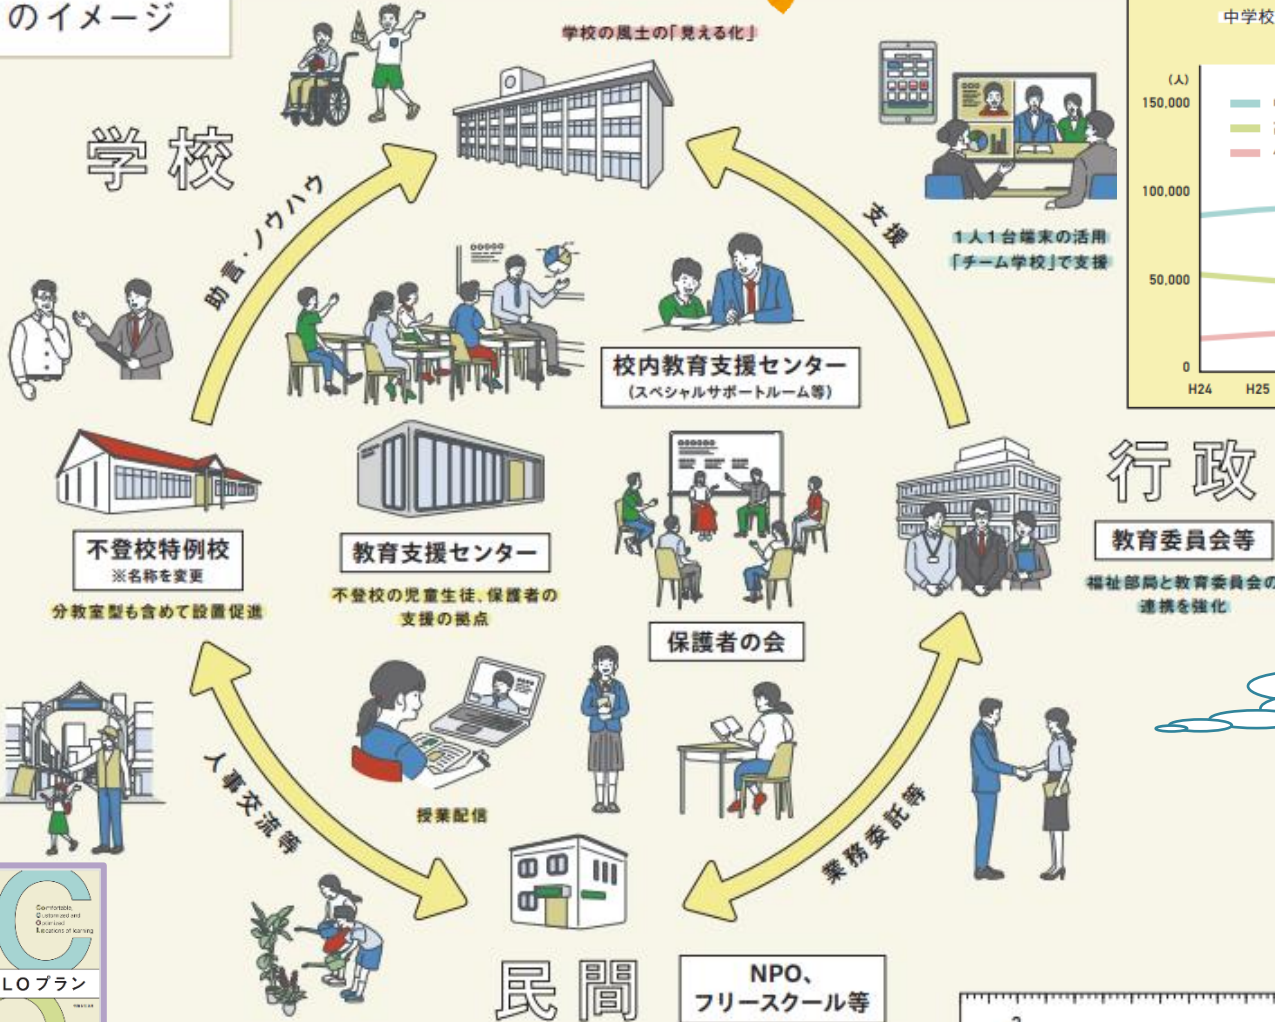 のイメージ
学校の風土の「見える化」
学校
助言・ノウハウ
支援
1人1台端末の活用
「チーム学校」で支援
中学校
(人)
150,000
100,000
50,000
0
H24 H25
校内教育支援センター
(スペシャルサポートルーム等)
不登校特例校
※名称を変更
分教室型も含めて設置促進
教育支援センター
不登校の児童生徒、保護者の
支援の拠点
保護者の会
行政
教育委員会等
福祉部局と教育委員会の
連携を強化
人事交流等
授業配信
業務委託等
民間
NPO、
フリースクール等
C
Comfortable,
Customized and
Optimized
Locations of learning
LOプラン